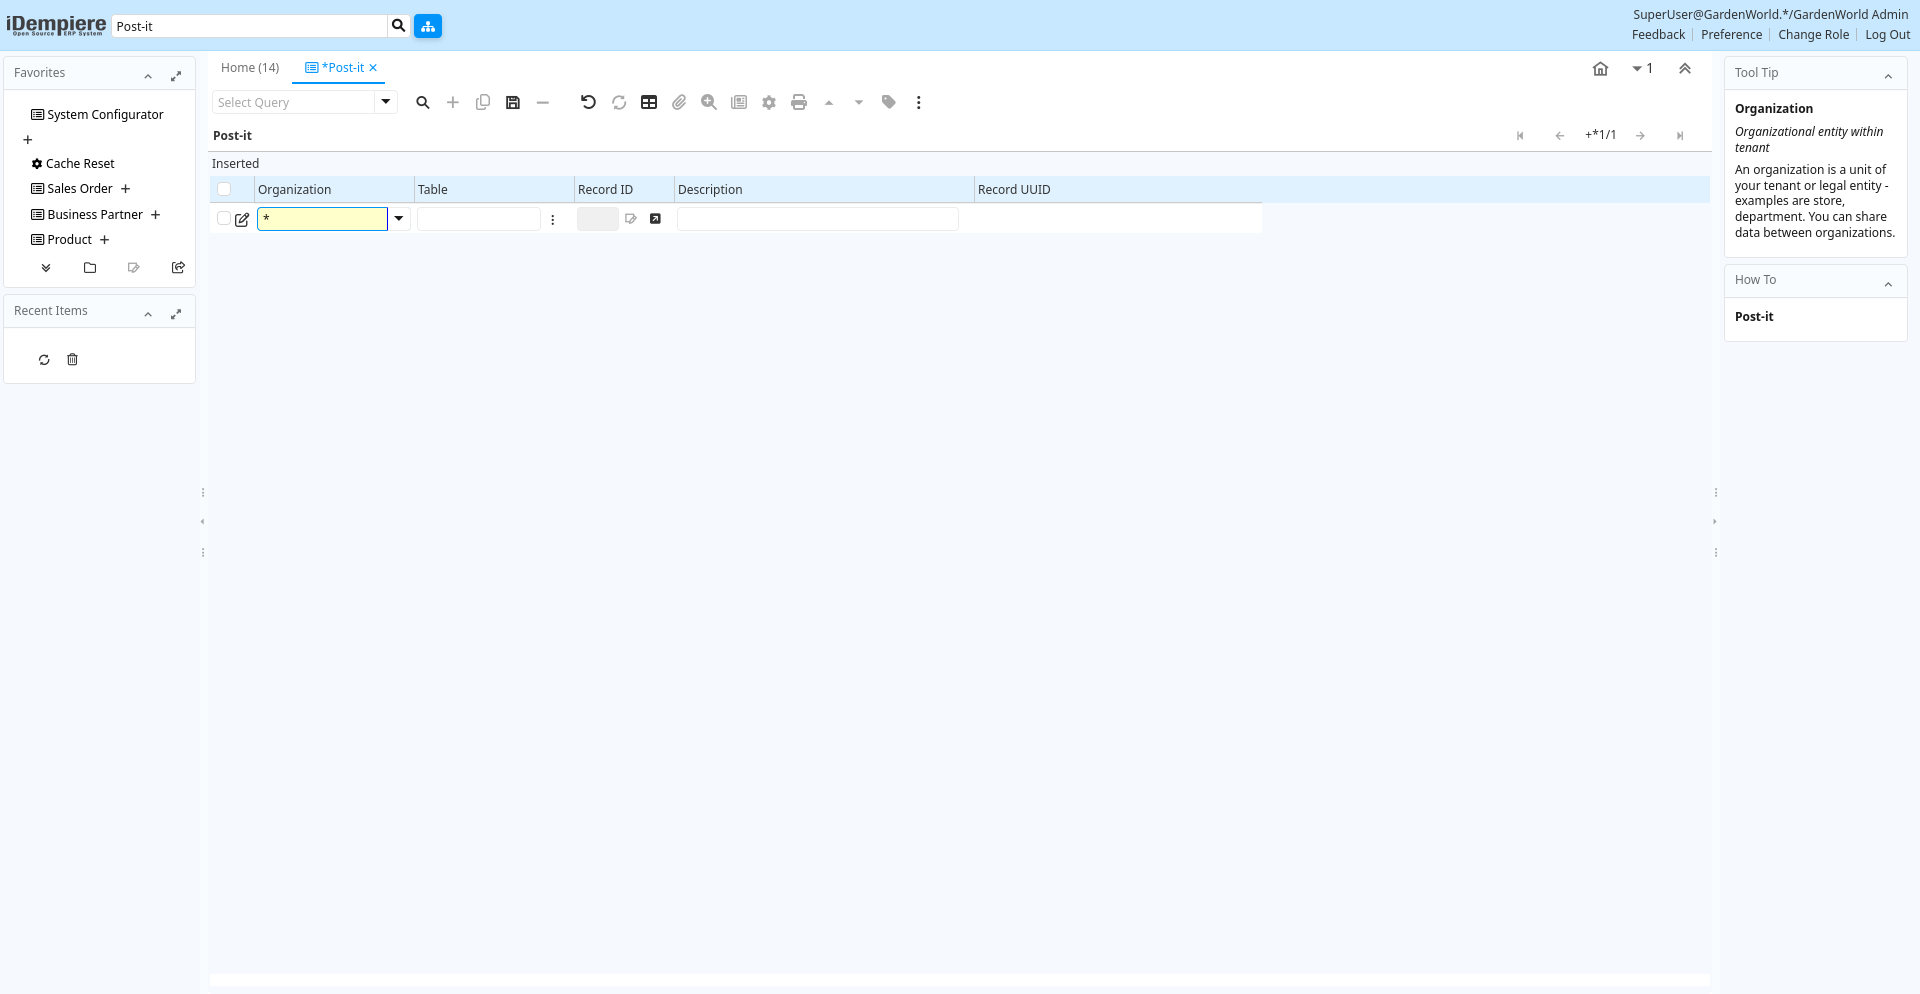 iDempiere
Open Source ERP System
Post-it
SuperUser@GardenWorld.*/GardenWorld Admin
Feedback
Preference
Change Role
Log Out
Favorites
System Configurator
Cache Reset
Sales Order
Business Partner
Product
Recent Items
Home (14)
*Post-it
1
Select Query
Post-it
+*1/1
Inserted
Organization
Table
Record ID
Description
Record UUID
*
Tool Tip
Organization
Organizational entity within
tenant
An organization is a unit of
your tenant or legal entity -
examples are store,
department. You can share
data between organizations.
How To
Post-it